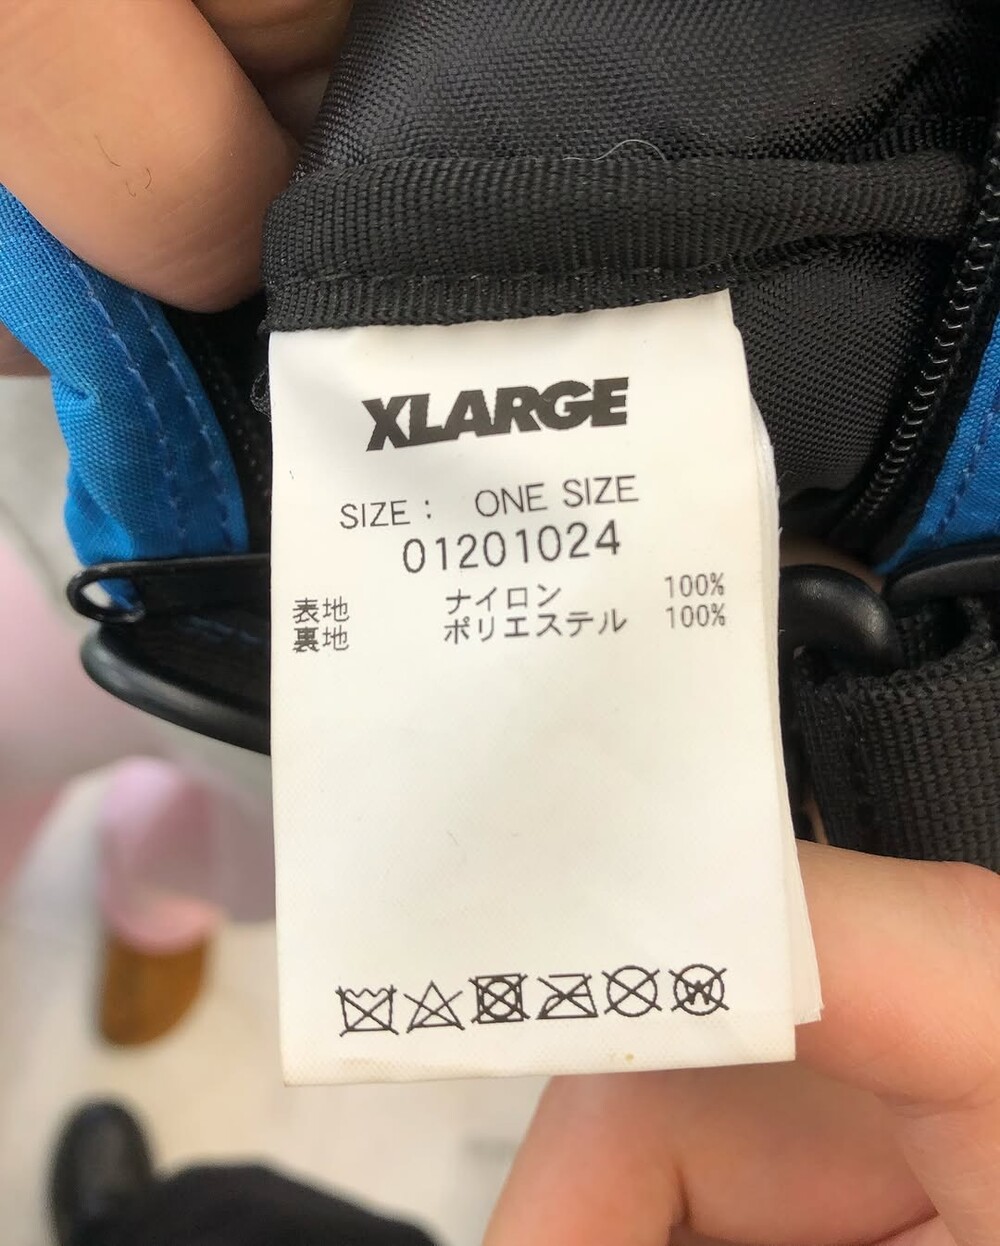 XLARGE
SIZE : ONE SIZE
01201024
表地 ナイロン 100%
裏地 ポリエステル 100%
W